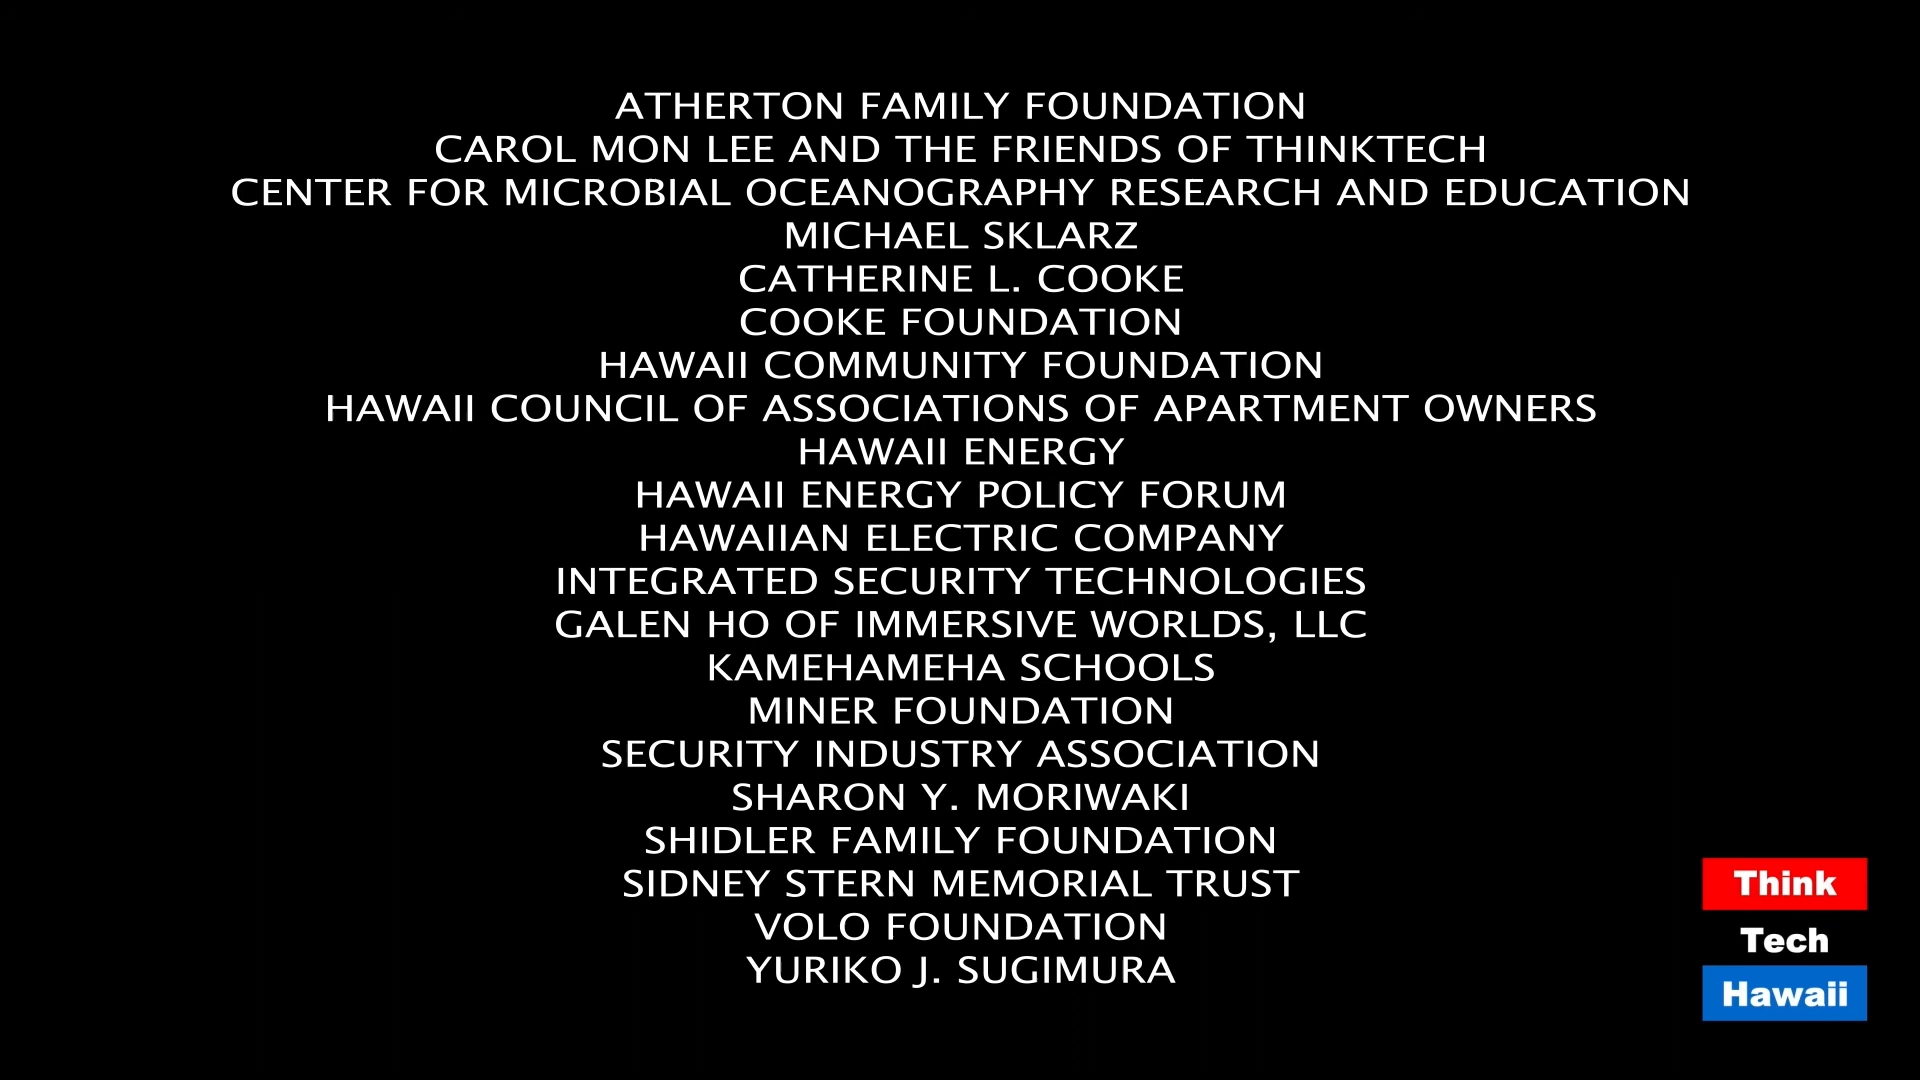 ATHERTON FAMILY FOUNDATION
CAROL MON LEE AND THE FRIENDS OF THINKTECH
CENTER FOR MICROBIAL OCEANOGRAPHY RESEARCH AND EDUCATION
MICHAEL SKLARZ
CATHERINE L. COOKE
COOKE FOUNDATION
HAWAII COMMUNITY FOUNDATION
HAWAII COUNCIL OF ASSOCIATIONS OF APARTMENT OWNERS
HAWAII ENERGY
HAWAII ENERGY POLICY FORUM
HAWAIIAN ELECTRIC COMPANY
INTEGRATED SECURITY TECHNOLOGIES
GALEN HO OF IMMERSIVE WORLDS, LLC
KAMEHAMEHA SCHOOLS
MINER FOUNDATION
SECURITY INDUSTRY ASSOCIATION
SHARON Y. MORIWAKI
SHIDLER FAMILY FOUNDATION
SIDNEY STERN MEMORIAL TRUST
VOLO FOUNDATION
YURIKO J. SUGIMURA
Think
Tech
Hawaii